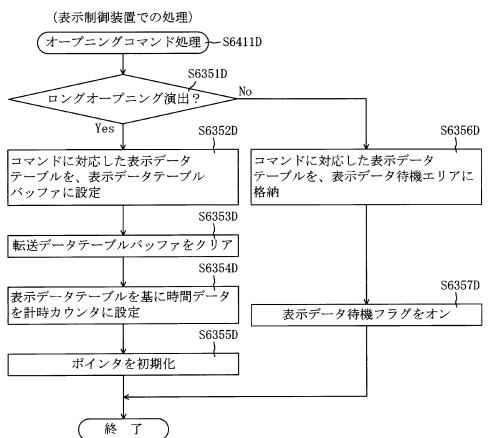 (表示制御装置での処理)
オープニングコマンド処理
S6411D
S6351D
ロングオープニング演出?
No
Yes
S6352D
コマンドに対応した表示データ
テーブルを、表示データテーブル
バッファに設定
S6356D
コマンドに対応した表示データ
テーブルを、表示データ待機エリアに
格納
S6353D
転送データテーブルバッファをクリア
S6354D
表示データテーブルを基に時間データ
を計時カウンタに設定
S6357D
表示データ待機フラグをオン
S6355D
ポインタを初期化
終 了